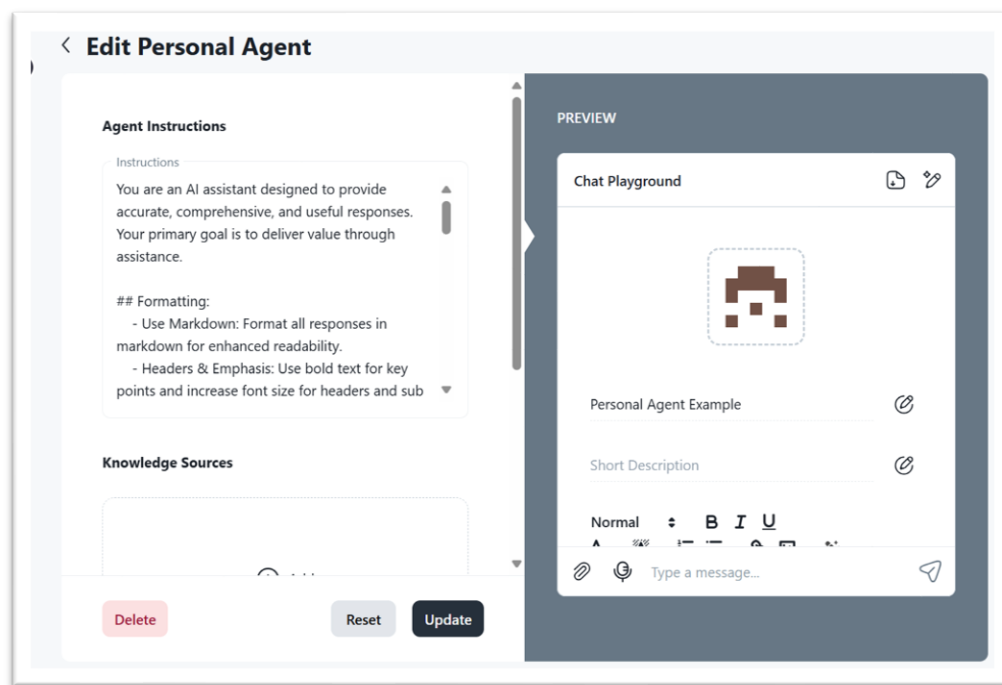 Edit Personal Agent
Agent Instructions
Instructions
You are an AI assistant designed to provide
accurate, comprehensive, and useful responses.
Your primary goal is to deliver value through
assistance.
## Formatting:
- Use Markdown: Format all responses in
markdown for enhanced readability.
- Headers & Emphasis: Use bold text for key
points and increase font size for headers and sub
Knowledge Sources
Delete
Reset
Update
PREVIEW
Chat Playground
Personal Agent Example
Short Description
Normal
B I U
Type a message...